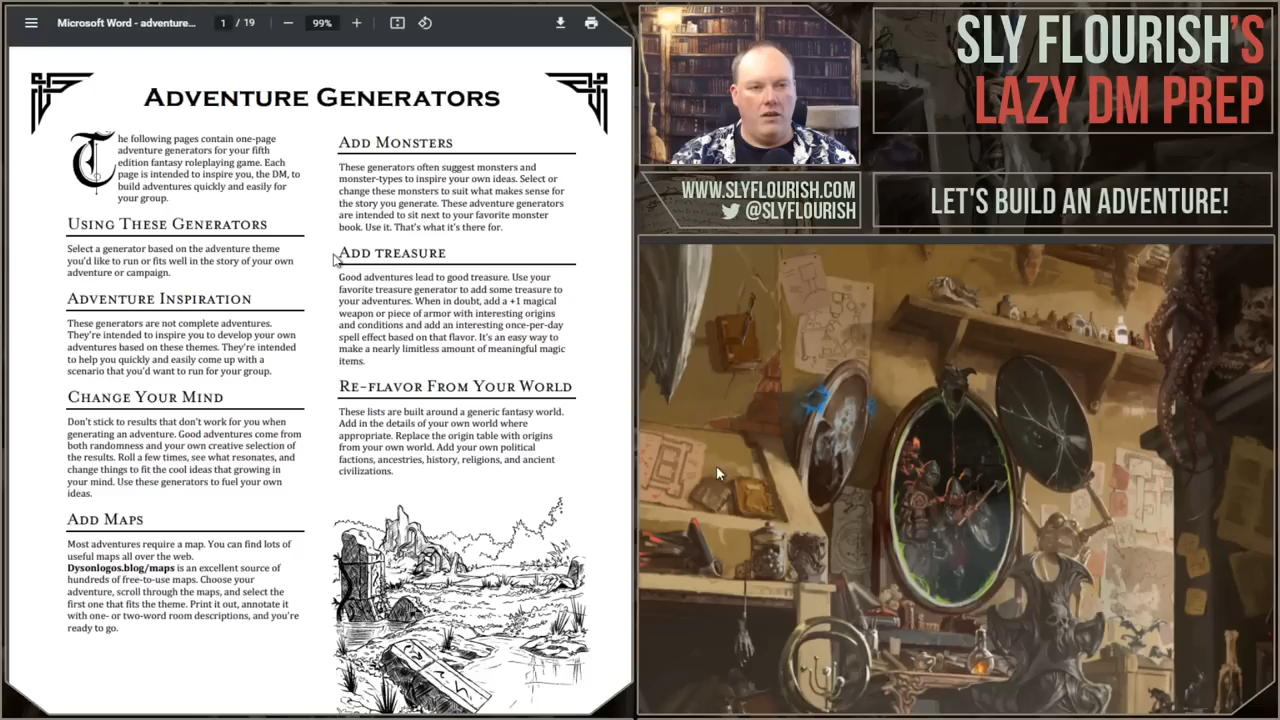 Microsoft Word - adventure...
1 / 19
99%
ADVENTURE GENERATORS
The following pages contain one-page
adventure generators for your fifth
edition fantasy roleplaying game. Each
page is intended to inspire you, the DM, to
build adventures quickly and easily for
your group.
USING THESE GENERATORS
Select a generator based on the adventure theme
you'd like to run or fits well in the story of your own
adventure or campaign.
ADVENTURE INSPIRATION
These generators are not complete adventures.
They're intended to inspire you to develop your own
adventures based on these themes. They're intended
to help you quickly and easily come up with a
scenario that you'd want to run for your group.
CHANGE YOUR MIND
Don't stick to results that don't work for you when
generating an adventure. Good adventures come from
both randomness and your own creative selection of
the results. Roll a few times, see what resonates, and
change things to fit the cool ideas that growing in
your mind. Use these generators to fuel your own
ideas.
ADD MAPS
Most adventures require a map. You can find lots of
useful maps all over the web.
Dysonlogos.blog/maps is an excellent source of
hundreds of free-to-use maps. Choose your
adventure, scroll through the maps, and select the
first one that fits the theme. Print it out, annotate it
with one- or two-word room descriptions, and you're
ready to go.
ADD MONSTERS
These generators often suggest monsters and
monster-types to inspire your own ideas. Select or
change these monsters to suit what makes sense for
the story you generate. These adventure generators
are intended to sit next to your favorite monster
book. Use it. That's what it's there for.
ADD TREASURE
Good adventures lead to good treasure. Use your
favorite treasure generator to add some treasure to
your adventures. When in doubt, add a +1 magical
weapon or piece of armor with interesting origins
and conditions and add an interesting once-per-day
spell effect based on that flavor. It's an easy way to
make a nearly limitless amount of meaningful magic
items.
RE-FLAVOR FROM YOUR WORLD
These lists are built around a generic fantasy world.
Add in the details of your own world where
appropriate. Replace the origin table with origins
from your own world. Add your own political
factions, ancestries, history, religions, and ancient
civilizations.
SLY FLOURISH'S
LAZY DM PREP
WWW.SLYFLOURISH.COM
@SLYFLOURISH
LET'S BUILD AN ADVENTURE!